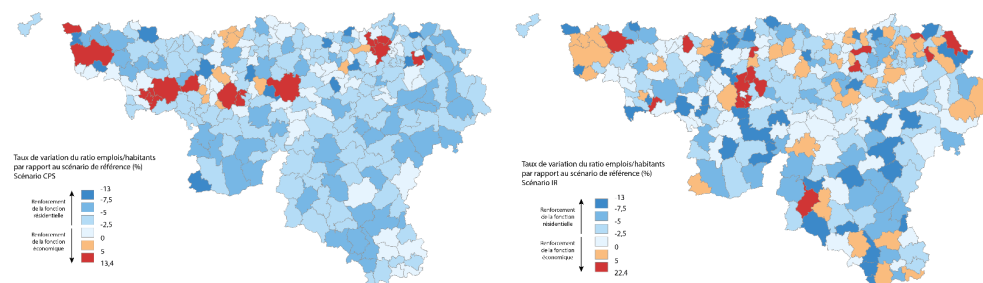 Taux de variation du ratio emplois/habitants
par rapport au scénario de référence (%)
Scénario CPS
Renforcement
de la fonction
résidentielle
Renforcement
de la fonction
économique
-13
-7,5
-5
-2,5
0
5
13,4
Taux de variation du ratio emplois/habitants
par rapport au scénario de référence (%)
Scénario IR
Renforcement
de la fonction
résidentielle
Renforcement
de la fonction
économique
13
-7,5
-5
-2,5
0
5
22,4